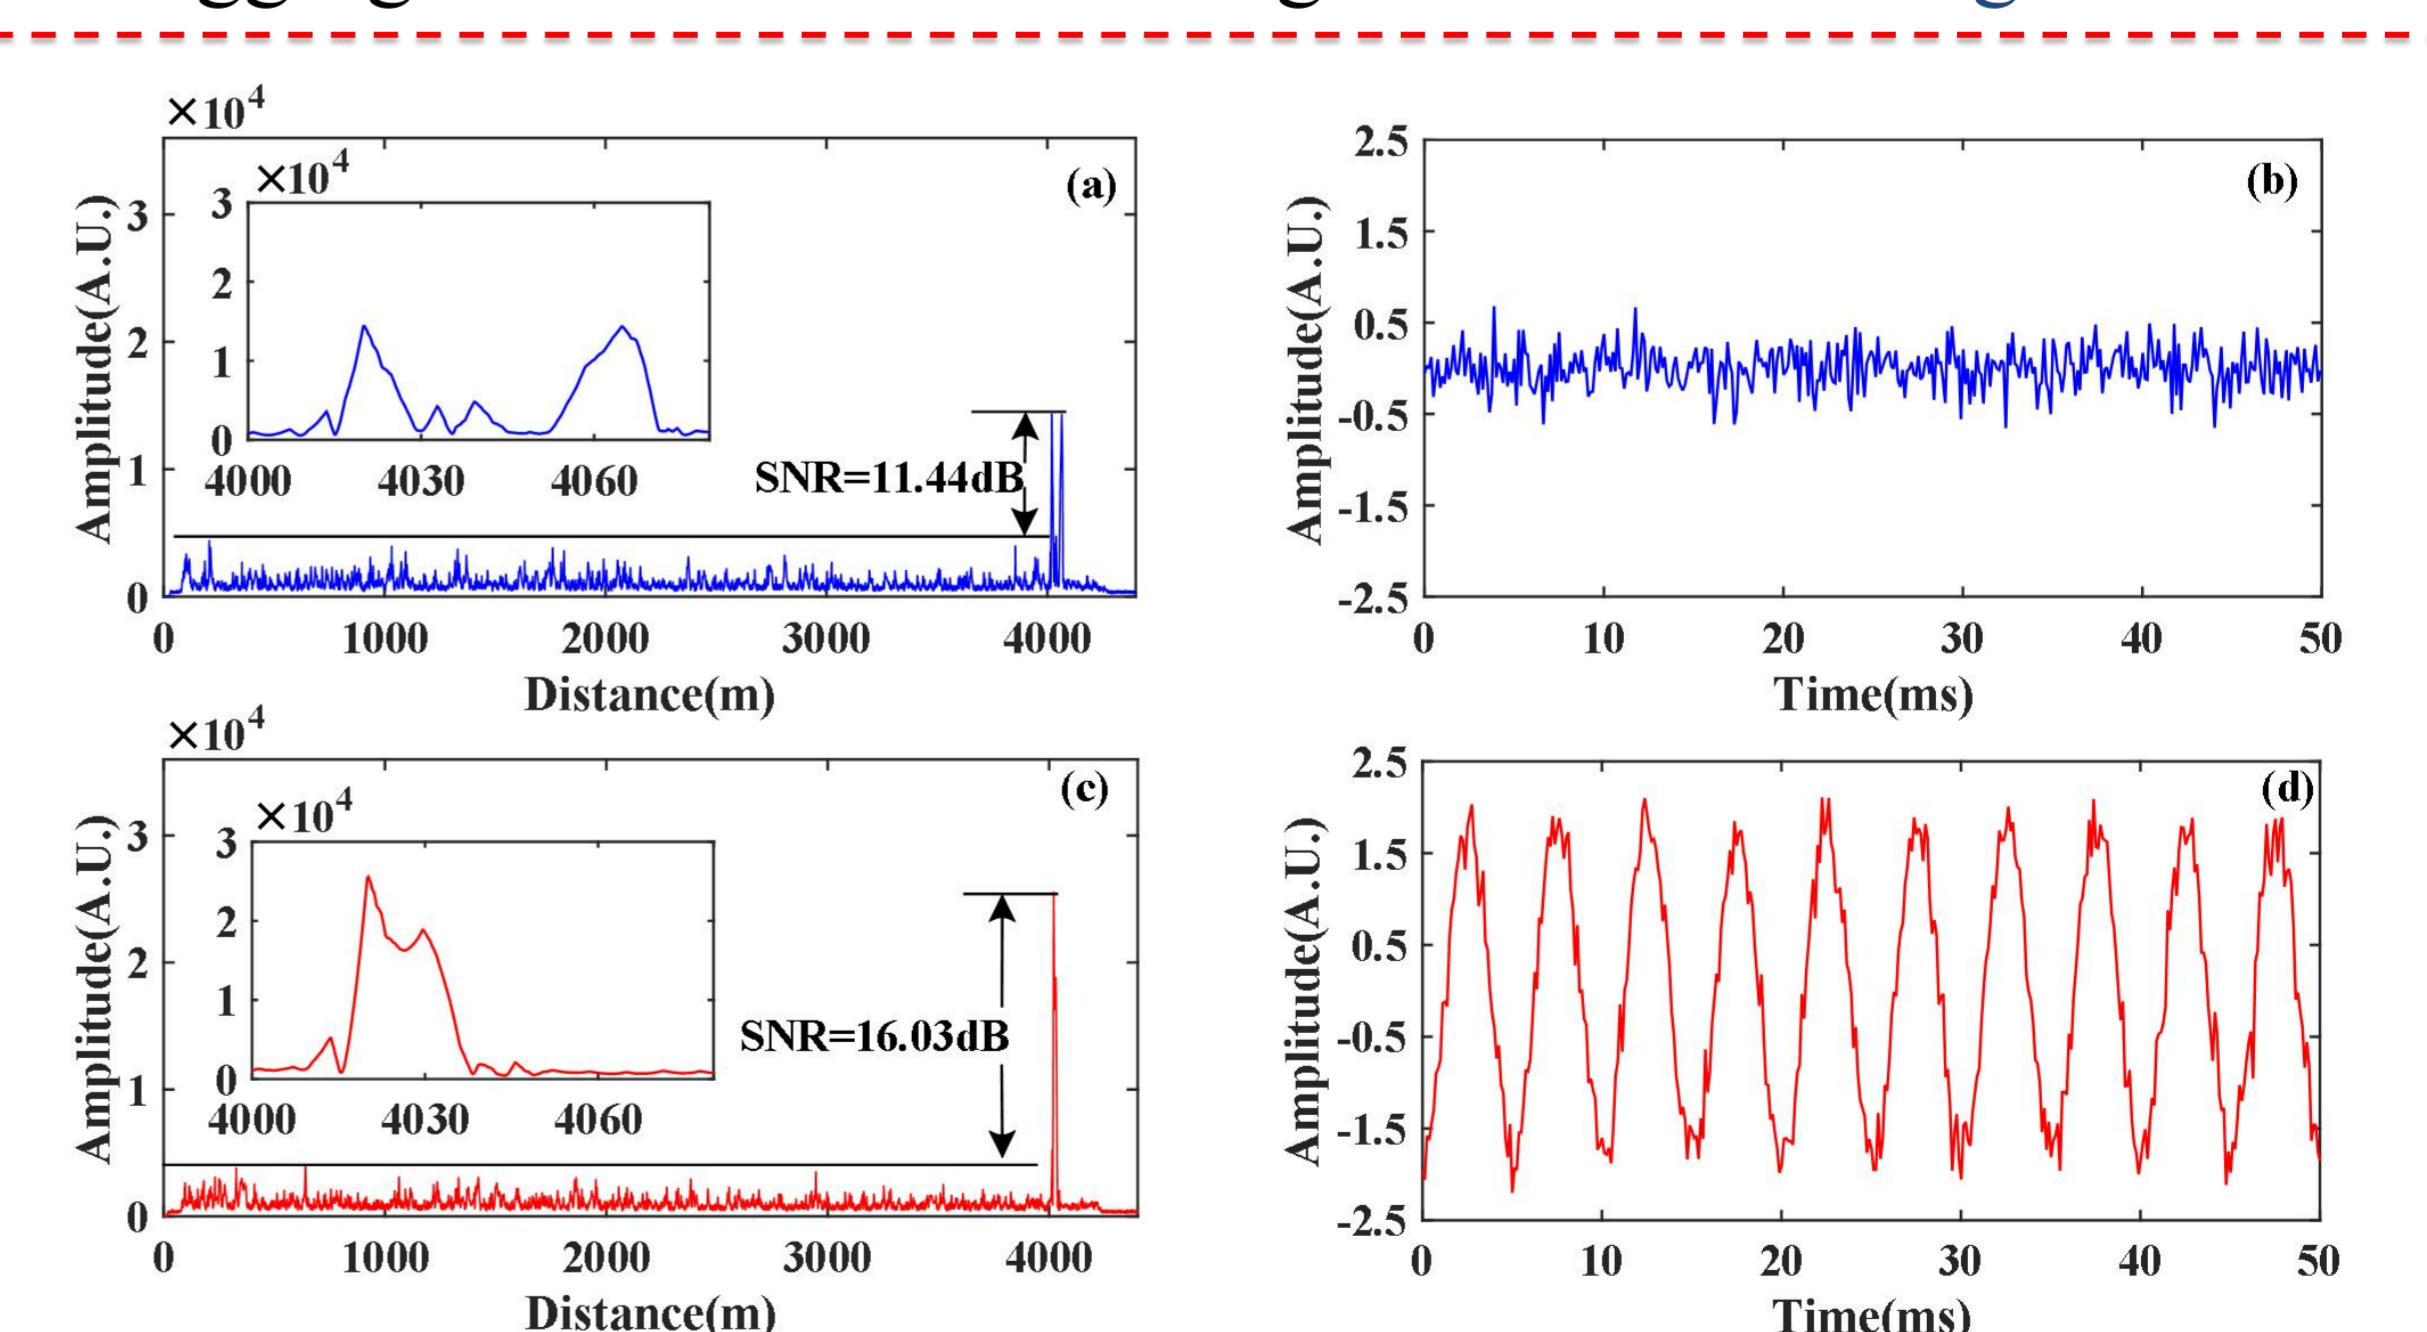 ×10⁴
(a)
Amplitude(A.U.)
3
2
1
0
×10⁴
3
2
1
0
4000 4030 4060
SNR=11.44dB
0 1000 2000 3000 4000
Distance(m)
(b)
Amplitude(A.U.)
2.5
1.5
0.5
-0.5
-1.5
-2.5
0 10 20 30 40 50
Time(ms)
×10⁴
(c)
Amplitude(A.U.)
3
2
1
0
×10⁴
3
2
1
0
4000 4030 4060
SNR=16.03dB
0 1000 2000 3000 4000
Distance(m)
(d)
Amplitude(A.U.)
2.5
1.5
0.5
-0.5
-1.5
-2.5
0 10 20 30 40 50
Time(ms)